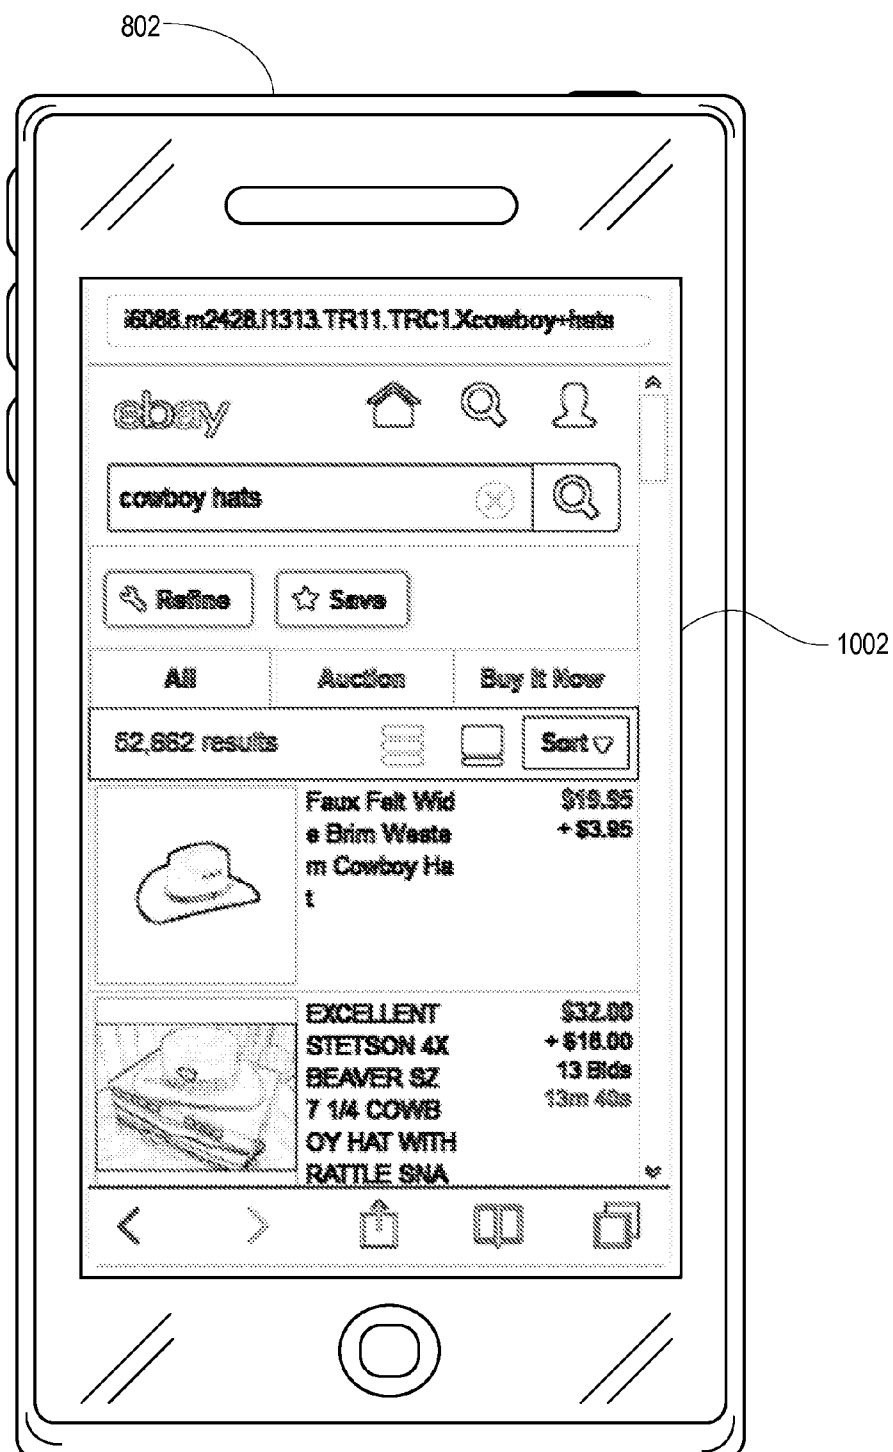 802
i6088.m2428.l1313.TR11.TRC1.Xcowboy+hats
ebay
cowboy hats
Refine Save
All Auction Buy It Now
52,662 results Sort
Faux Felt Wid $19.95
e Brim Weste + $3.95
rn Cowboy Ha
t
EXCELLENT $32.00
STETSON 4X + $16.00
BEAVER SZ 13 Bids
7 1/4 COWB 13m 48s
OY HAT WITH
RATTLE SNA
1002